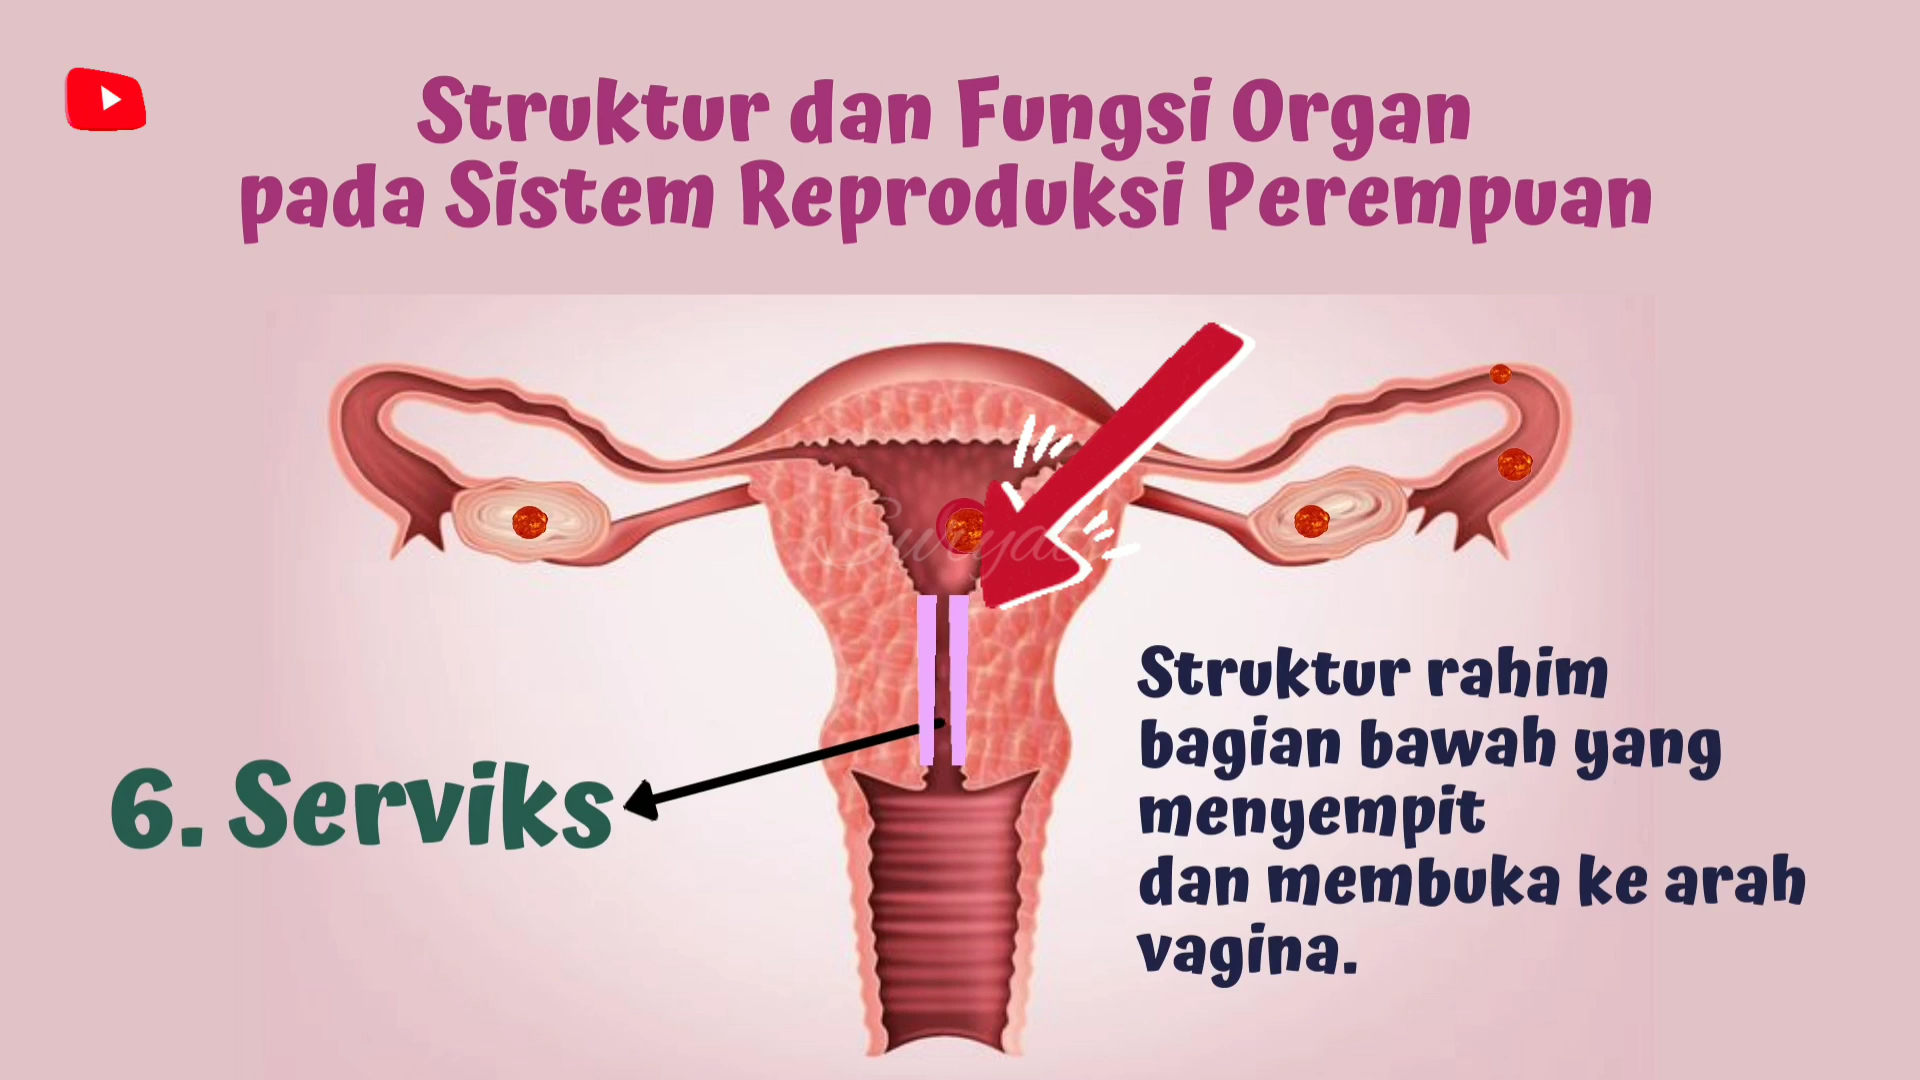 Struktur dan Fungsi Organ
pada Sistem Reproduksi Perempuan
6. Serviks
Struktur rahim
bagian bawah yang
menyempit
dan membuka ke arah
vagina.